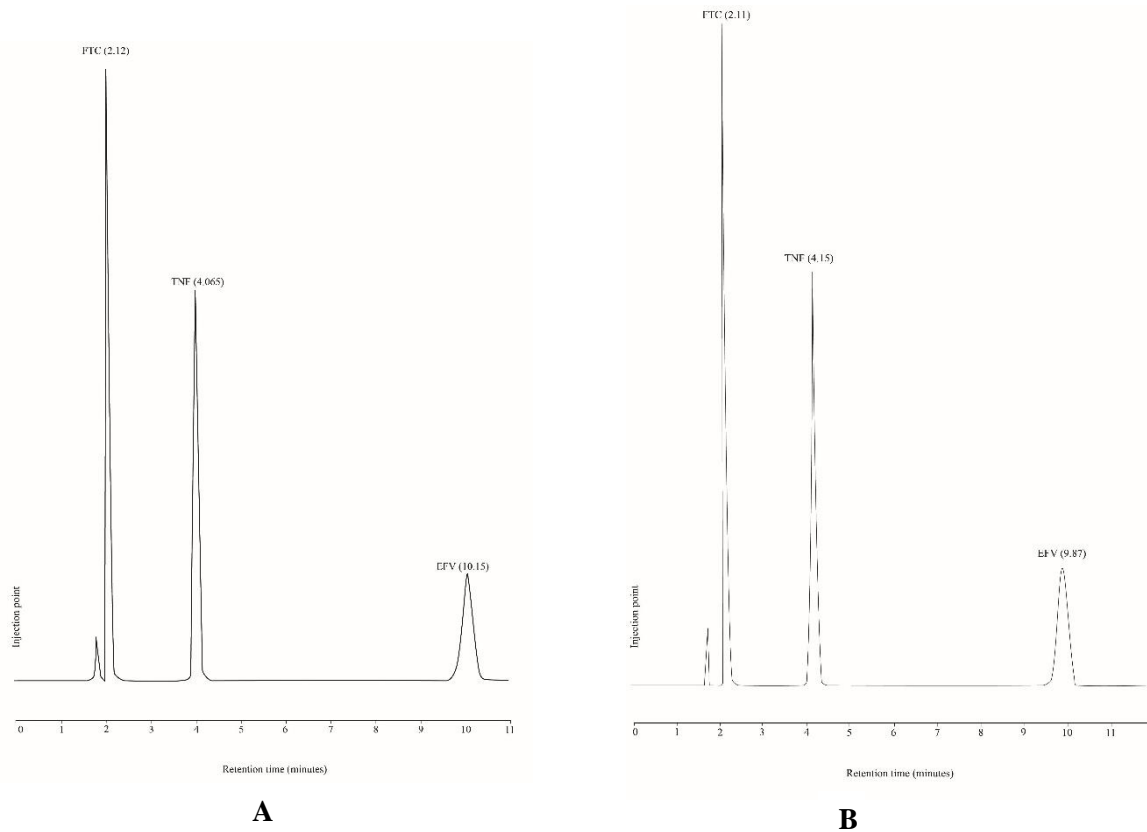 FTC (2.12)
TNF (4.065)
EFV (10.15)
Injection point
0 1 2 3 4 5 6 7 8 9 10 11
Retention time (minutes)
A
FTC (2.11)
TNF (4.15)
EFV (9.87)
Injection point
0 1 2 3 4 5 6 7 8 9 10 11
Retention time (minutes)
B